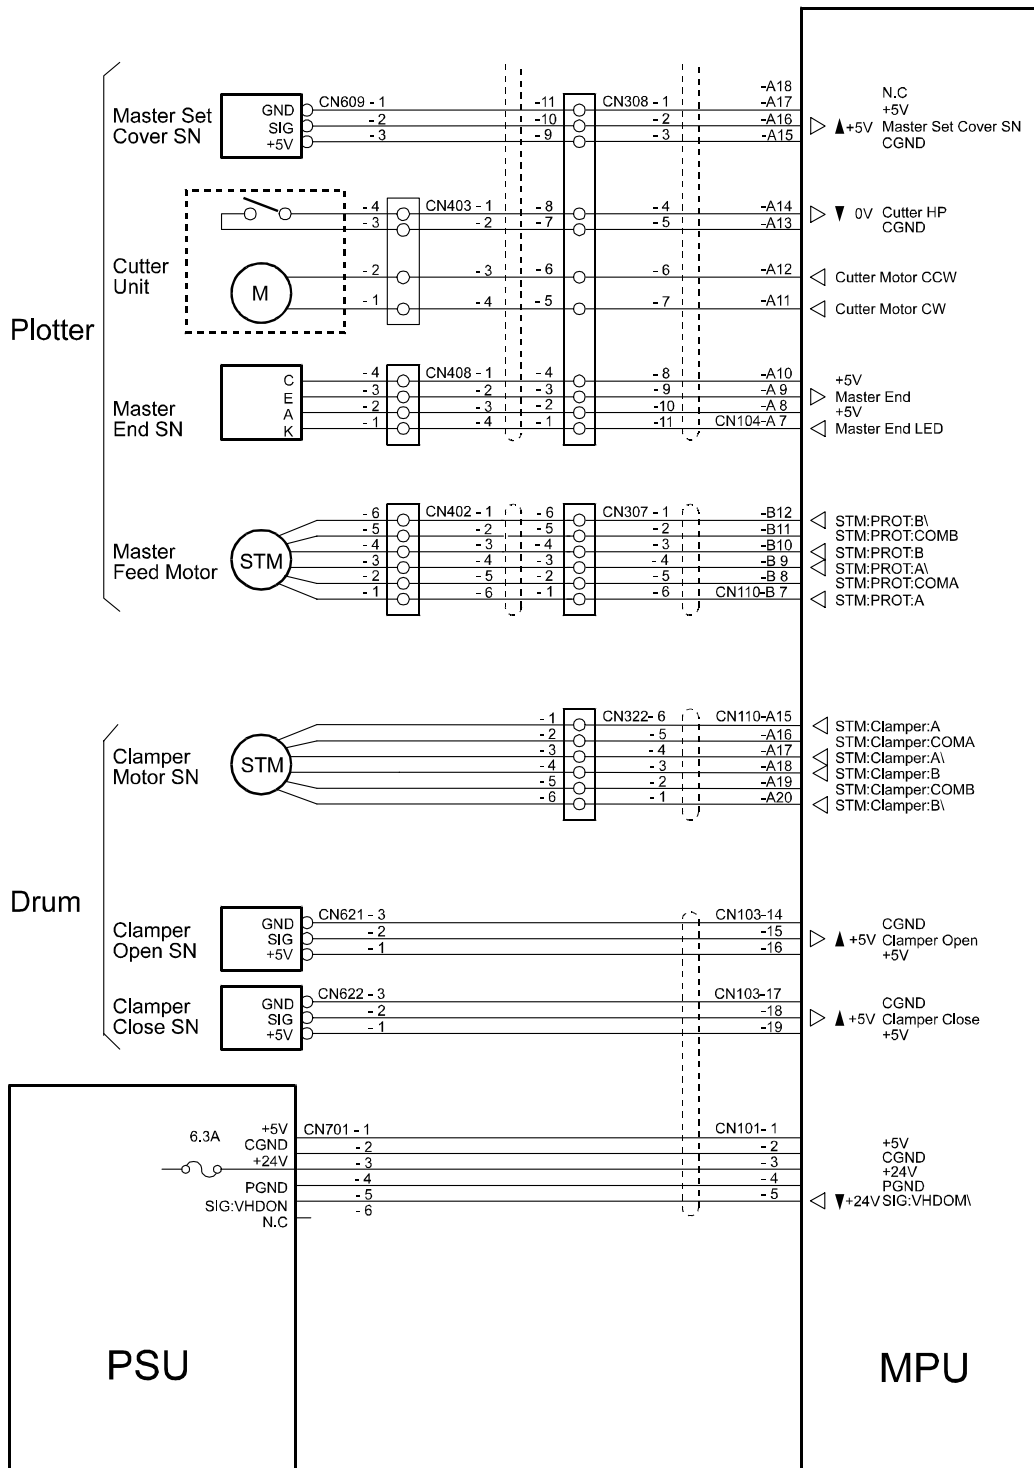 -A18 N.C
GND CN609 - 1 -11 CN308 - 1 -A17 +5V
Master Set Cover SN SIG - 2 -10 - 2 -A16 ▲+5V Master Set Cover SN
+5V - 3 - 9 - 3 -A15 CGND
- 4 CN403 - 1 - 8 - 4 -A14 ▼ 0V Cutter HP
- 3 - 2 - 7 - 5 -A13 CGND
Cutter Unit
- 2 - 3 - 6 - 6 -A12 Cutter Motor CCW
M
- 1 - 4 - 5 - 7 -A11 Cutter Motor CW
Plotter
C - 4 CN408 - 1 - 4 - 8 -A10 +5V
E - 3 - 2 - 3 - 9 -A 9 Master End
Master End SN
A - 2 - 3 - 2 -10 -A 8 +5V
K - 1 - 4 - 1 -11 CN104-A 7 Master End LED
- 6 CN402 - 1 - 6 CN307 - 1 -B12 STM:PROT:B\
- 5 - 2 - 5 - 2 -B11 STM:PROT:COMB
Master Feed Motor
STM
- 4 - 3 - 4 - 3 -B10 STM:PROT:B
- 3 - 4 - 3 - 4 -B 9 STM:PROT:A\
- 2 - 5 - 2 - 5 -B 8 STM:PROT:COMA
- 1 - 6 - 1 - 6 CN110-B 7 STM:PROT:A
- 1 CN322- 6 CN110-A15 STM:Clamper:A
- 2 - 5 -A16 STM:Clamper:COMA
Clamper Motor SN
STM
- 3 - 4 -A17 STM:Clamper:A\
- 4 - 3 -A18 STM:Clamper:B
- 5 - 2 -A19 STM:Clamper:COMB
- 6 - 1 -A20 STM:Clamper:B\
Drum
GND CN621 - 3 CN103-14 CGND
Clamper Open SN SIG - 2 -15 ▲+5V Clamper Open
+5V - 1 -16 +5V
GND CN622 - 3 CN103-17 CGND
Clamper Close SN SIG - 2 -18 ▲+5V Clamper Close
+5V - 1 -19 +5V
6.3A
+5V CN701 - 1 CN101- 1 +5V
CGND - 2 - 2 CGND
+24V - 3 - 3 +24V
PGND - 4 - 4 PGND
SIG:VHDON - 5 - 5 ▼+24V SIG:VHDOM\
N.C - 6
PSU
MPU